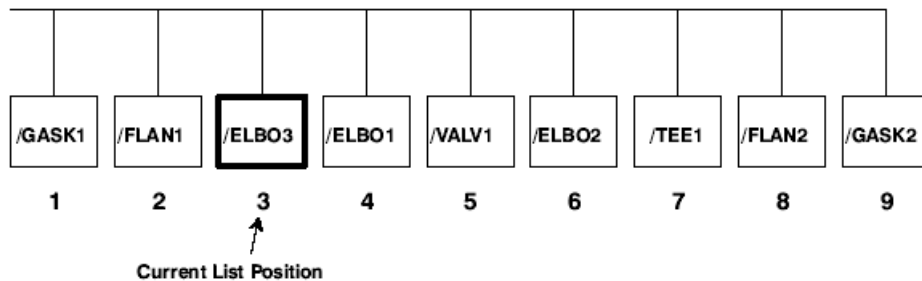 /GASK1 /FLAN1 /ELBO3 /ELBO1 /VALV1 /ELBO2 /TEE1 /FLAN2 /GASK2
1 2 3 4 5 6 7 8 9
Current List Position